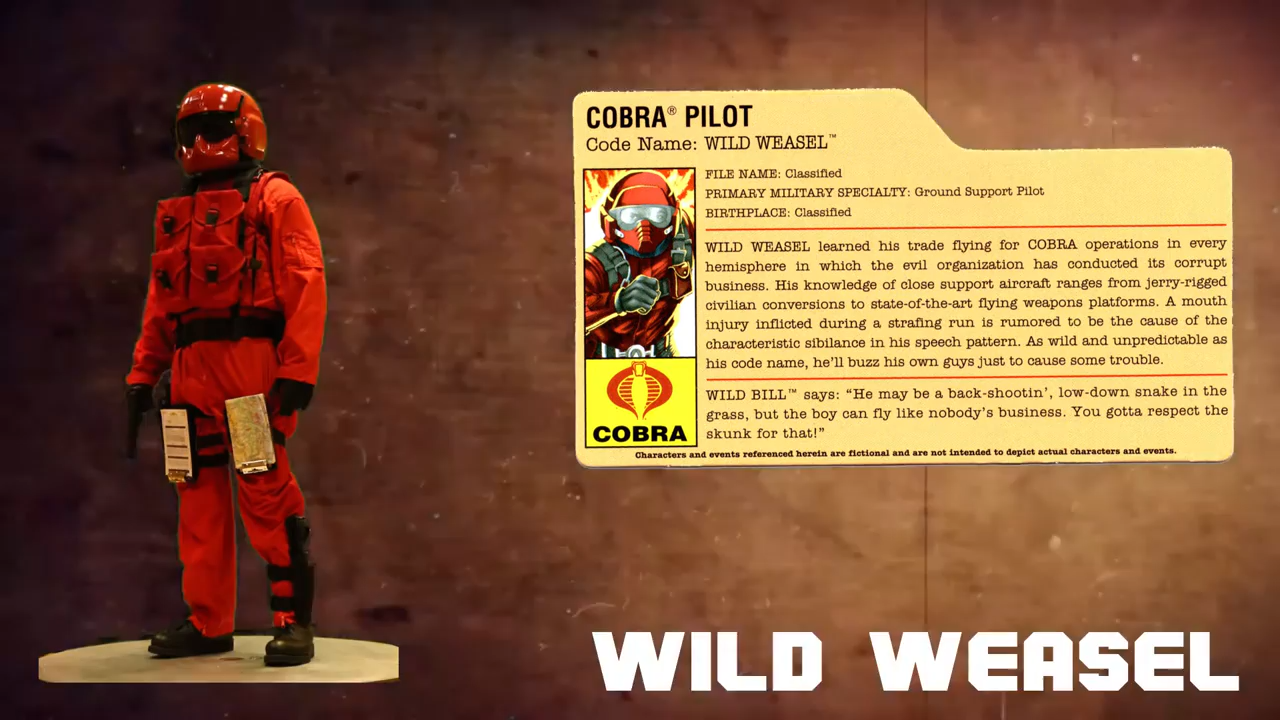 COBRA® PILOT
Code Name: WILD WEASEL™
FILE NAME: Classified
PRIMARY MILITARY SPECIALTY: Ground Support Pilot
BIRTHPLACE: Classified
WILD WEASEL learned his trade flying for COBRA operations in every
hemisphere in which the evil organization has conducted its corrupt
business. His knowledge of close support aircraft ranges from jerry-rigged
civilian conversions to state-of-the-art flying weapons platforms. A mouth
injury inflicted during a strafing run is rumored to be the cause of the
characteristic sibilance in his speech pattern. As wild and unpredictable as
his code name, he'll buzz his own guys just to cause some trouble.
WILD BILL™ says: “He may be a back-shootin’, low-down snake in the
grass, but the boy can fly like nobody’s business. You gotta respect the
skunk for that!”
COBRA
Characters and events referenced herein are fictional and are not intended to depict actual characters and events.
WILD WEASEL